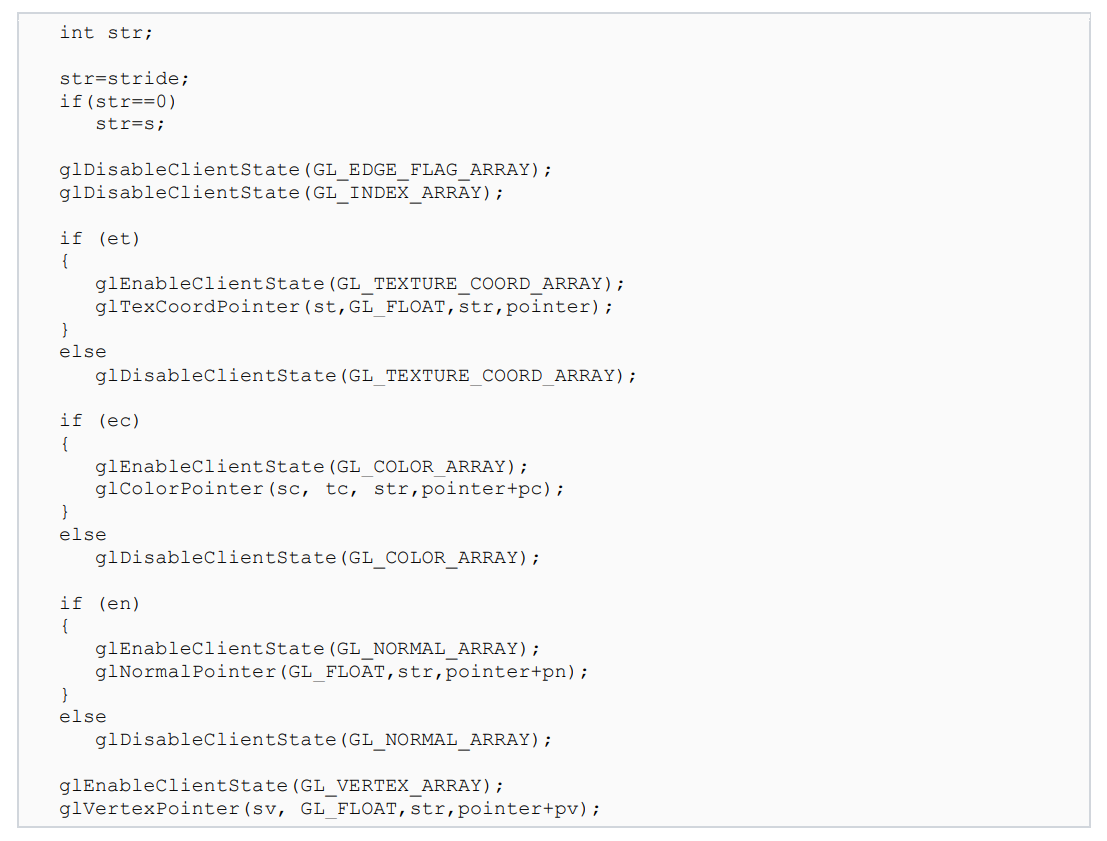 int str;

str=stride;
if(str==0)
   str=s;

glDisableClientState(GL_EDGE_FLAG_ARRAY);
glDisableClientState(GL_INDEX_ARRAY);

if (et)
{
   glEnableClientState(GL_TEXTURE_COORD_ARRAY);
   glTexCoordPointer(st,GL_FLOAT,str,pointer);
}
else
   glDisableClientState(GL_TEXTURE_COORD_ARRAY);

if (ec)
{
   glEnableClientState(GL_COLOR_ARRAY);
   glColorPointer(sc, tc, str,pointer+pc);
}
else
   glDisableClientState(GL_COLOR_ARRAY);

if (en)
{
   glEnableClientState(GL_NORMAL_ARRAY);
   glNormalPointer(GL_FLOAT,str,pointer+pn);
}
else
   glDisableClientState(GL_NORMAL_ARRAY);

glEnableClientState(GL_VERTEX_ARRAY);
glVertexPointer(sv, GL_FLOAT,str,pointer+pv);